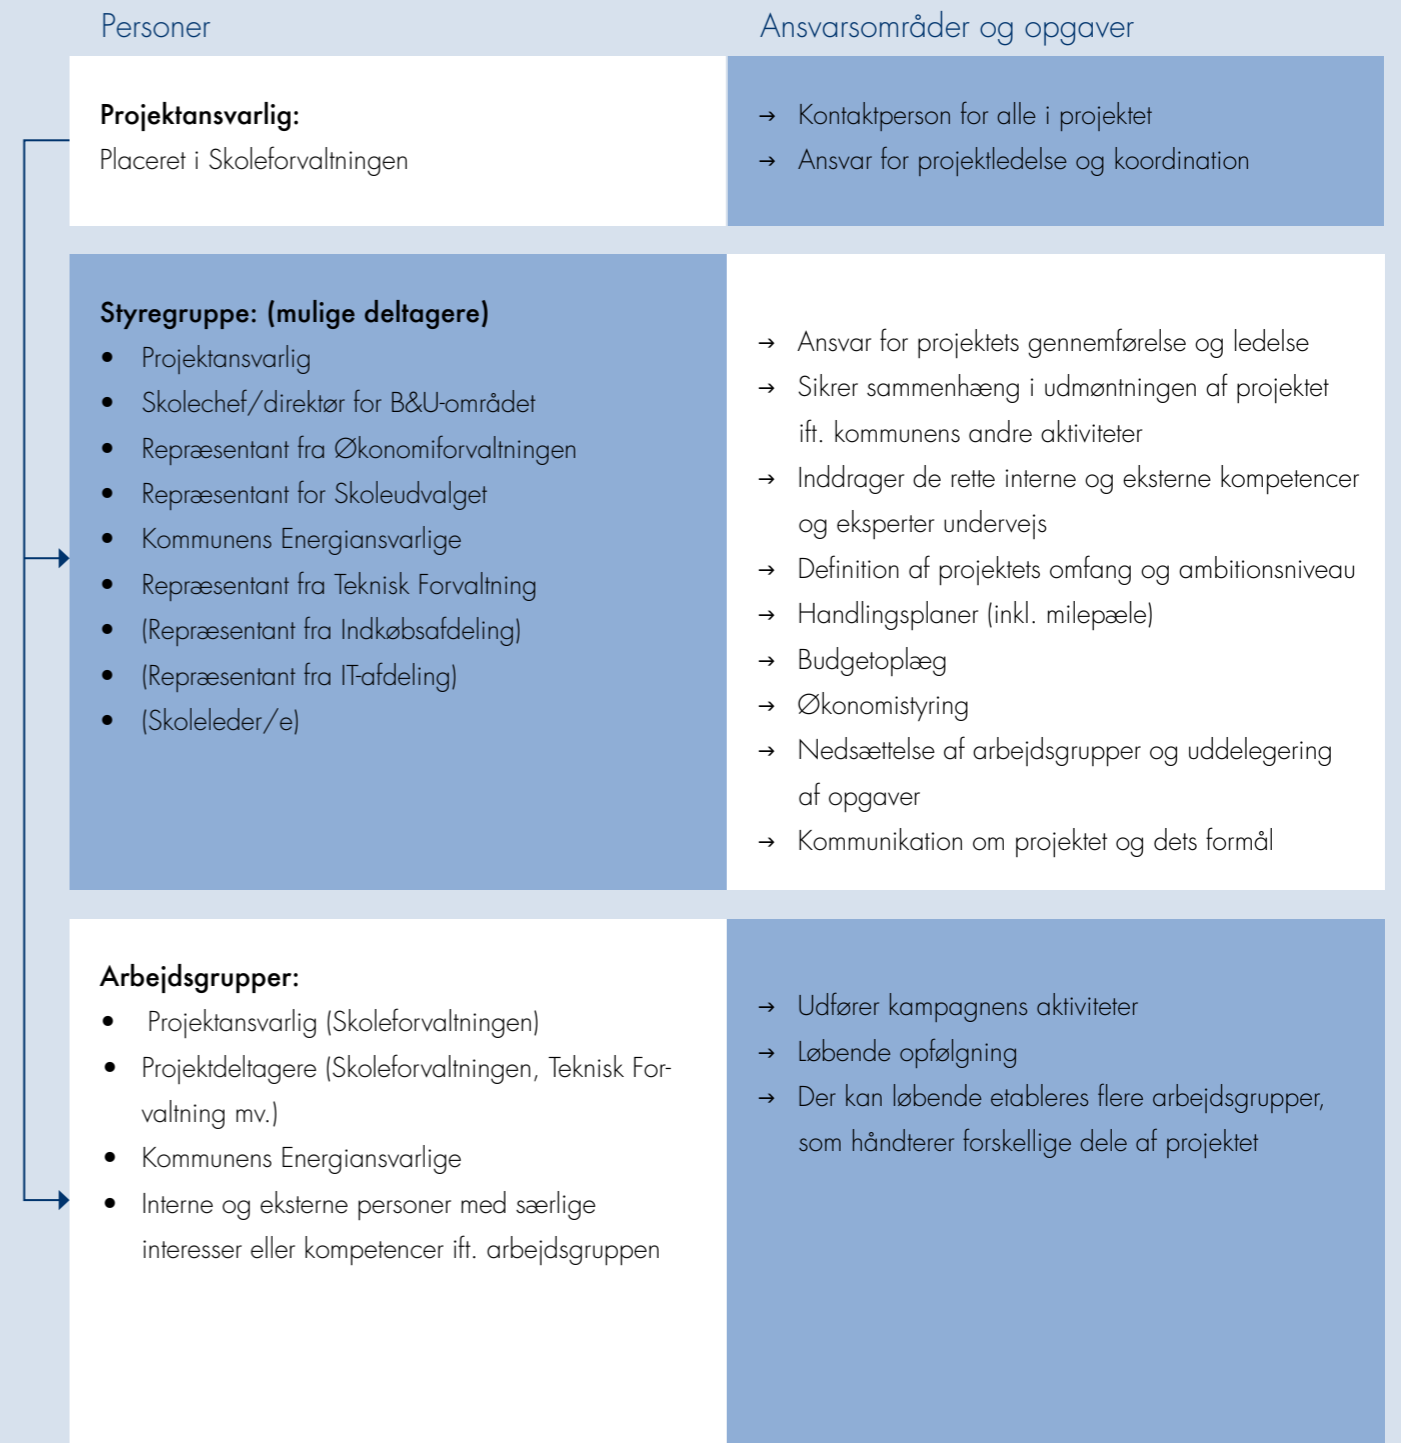 Personer
Ansvarsområder og opgaver
Projektansvarlig:
Placeret i Skoleforvaltningen
→ Kontaktperson for alle i projektet
→ Ansvar for projektledelse og koordination
Styregruppe: (mulige deltagere)
• Projektansvarlig
• Skolechef/direktør for B&U-området
• Repræsentant fra Økonomiforvaltningen
• Repræsentant for Skoleudvalget
• Kommunens Energiansvarlige
• Repræsentant fra Teknisk Forvaltning
• (Repræsentant fra Indkøbsafdeling)
• (Repræsentant fra IT-afdeling)
• (Skoleleder/e)
→ Ansvar for projektets gennemførelse og ledelse
→ Sikrer sammenhæng i udmøntningen af projektet
ift. kommunens andre aktiviteter
→ Inddrager de rette interne og eksterne kompetencer
og eksperter undervejs
→ Definition af projektets omfang og ambitionsniveau
→ Handlingsplaner (inkl. milepæle)
→ Budgetoplæg
→ Økonomistyring
→ Nedsættelse af arbejdsgrupper og uddelegering
af opgaver
→ Kommunikation om projektet og dets formål
Arbejdsgrupper:
• Projektansvarlig (Skoleforvaltningen)
• Projektdeltagere (Skoleforvaltningen, Teknisk For-
valtning mv.)
• Kommunens Energiansvarlige
• Interne og eksterne personer med særlige
interesser eller kompetencer ift. arbejdsgruppen
→ Udfører kampagnens aktiviteter
→ Løbende opfølgning
→ Der kan løbende etableres flere arbejdsgrupper,
som håndterer forskellige dele af projektet